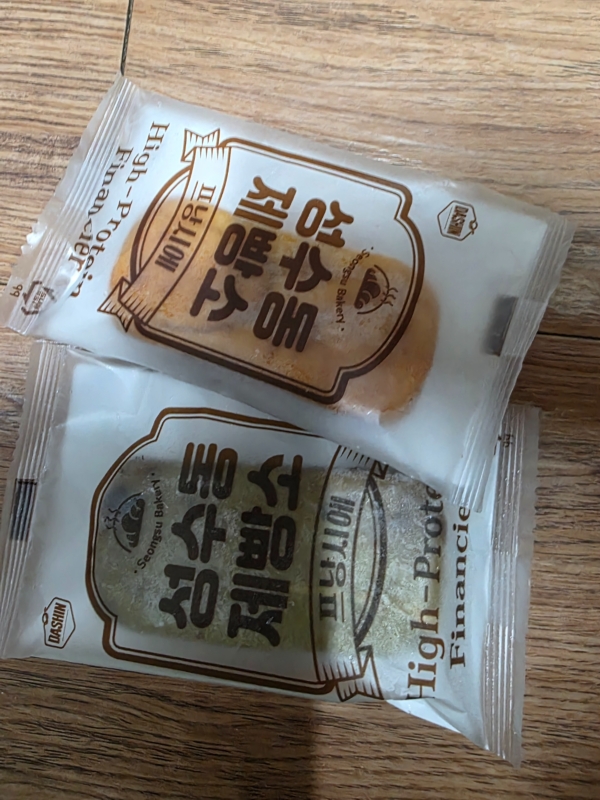 High-Protein
Financier
DASHIN
성수동
제빵소
Seongsu Bakery
피낭시에
DASHIN
성수동
제빵소
Seongsu Bakery
피낭시에
High-Prote
Financie